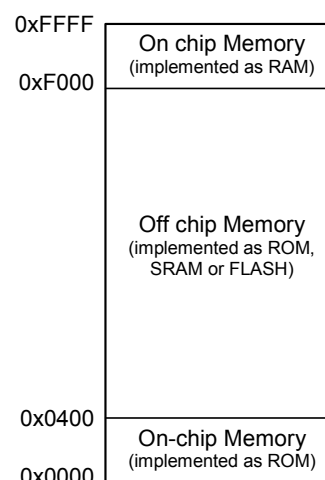 0xFFFF
On chip Memory
(implemented as RAM)
0xF000
Off chip Memory
(implemented as ROM,
SRAM or FLASH)
0x0400
On-chip Memory
(implemented as ROM)
0x0000